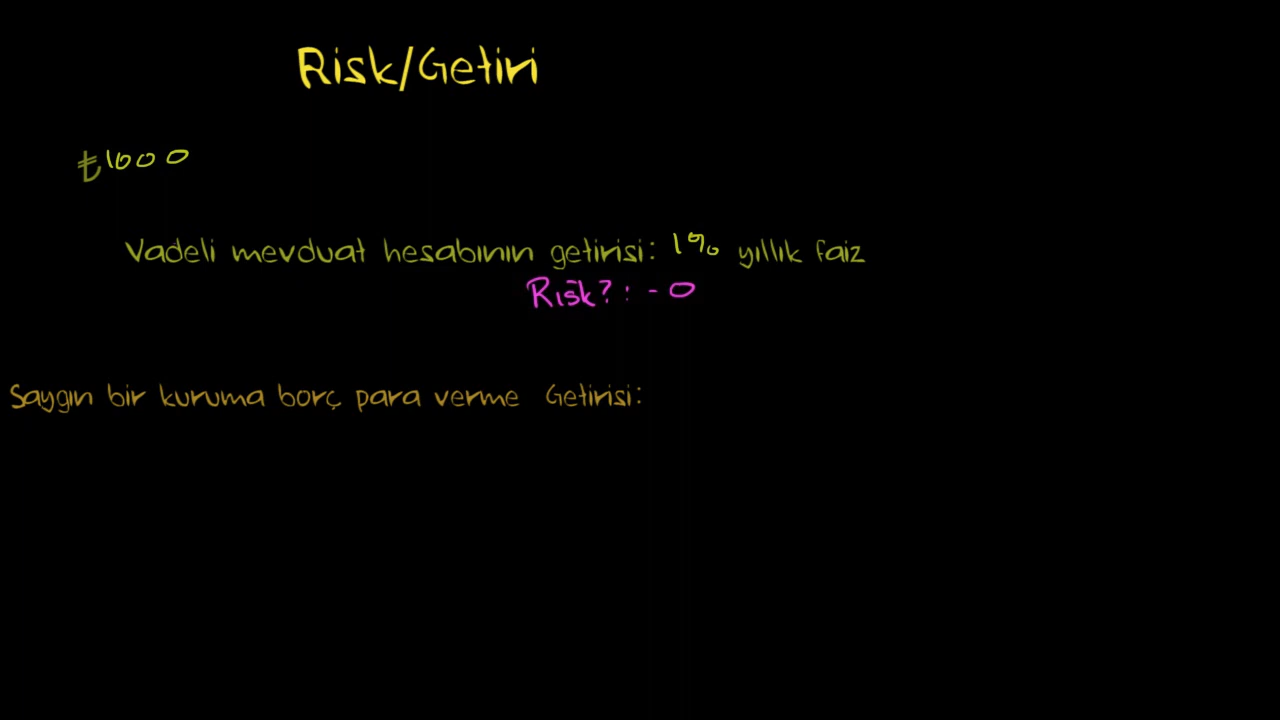 Risk/Getiri
₺1000
Vadeli mevduat hesabının getirisi: 1% yıllık faiz
Risk?: - 0
Saygın bir kuruma borç para verme Getirisi: